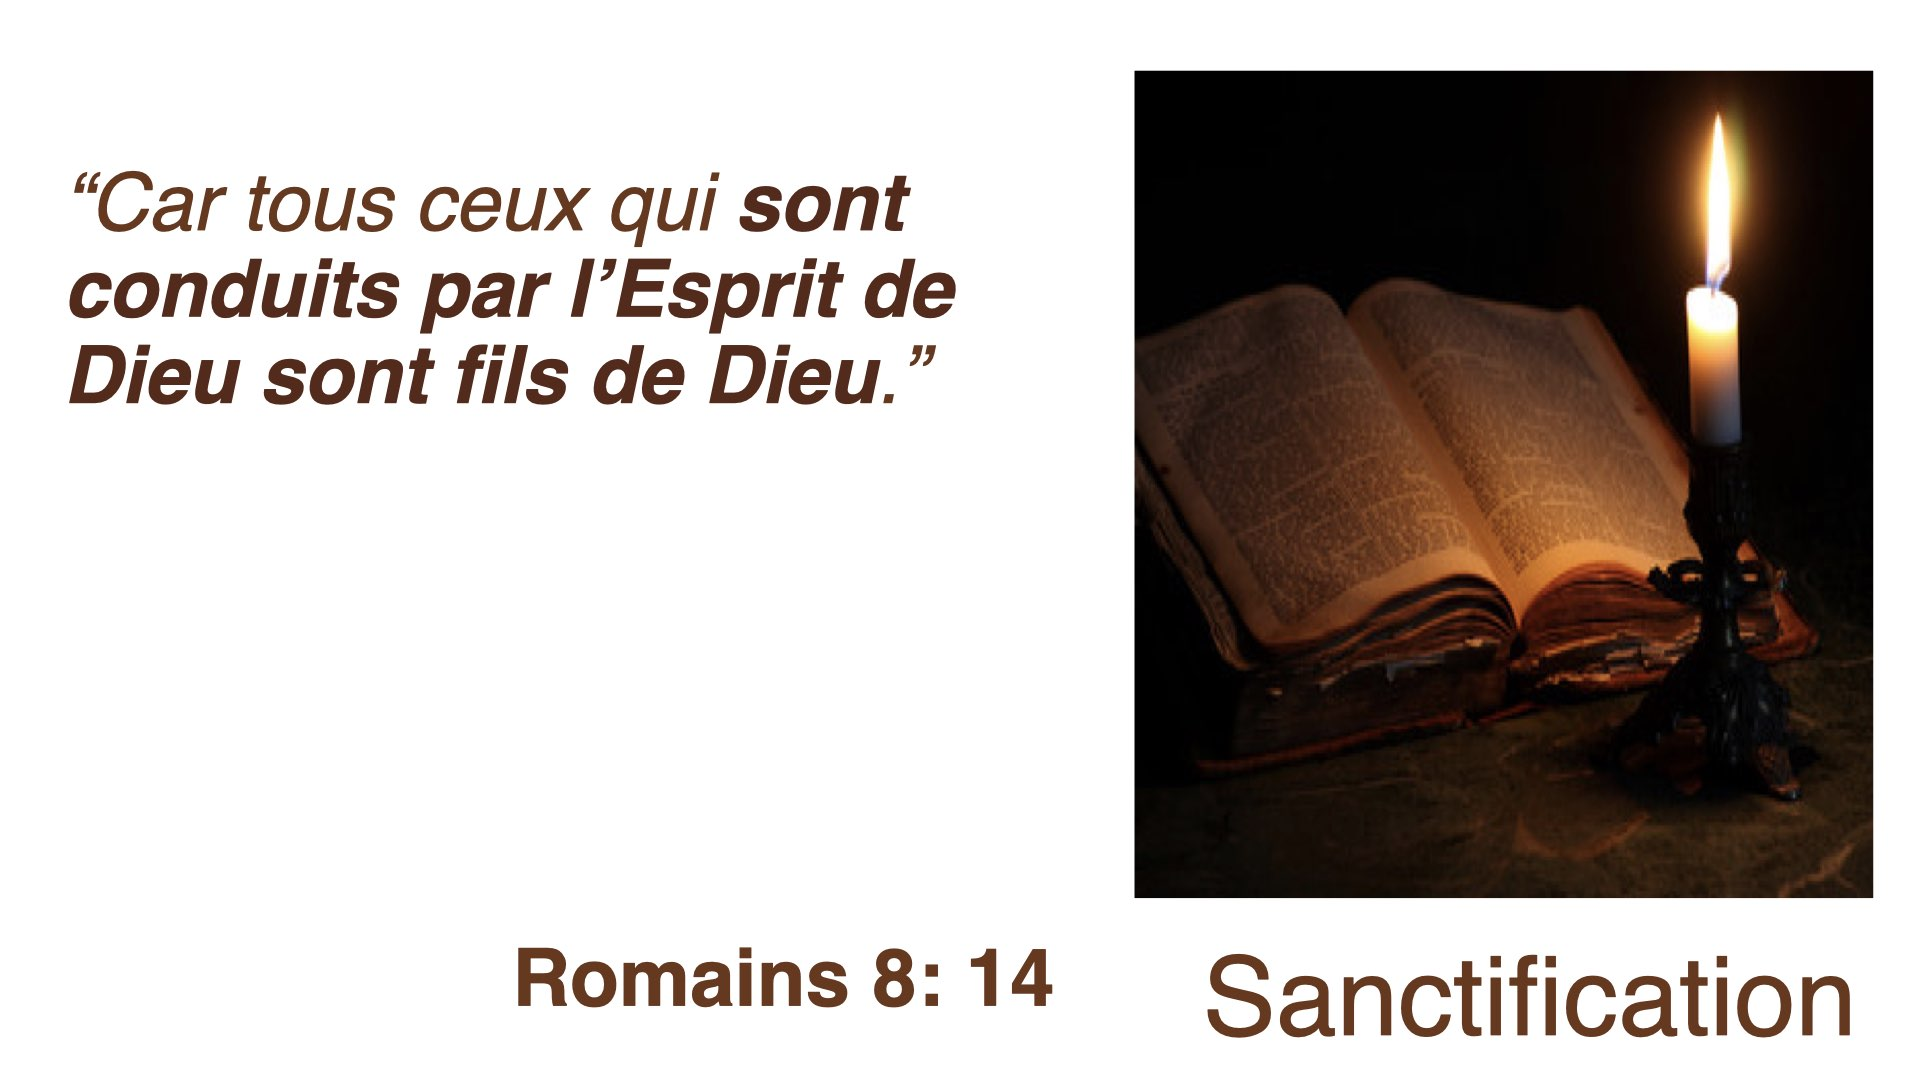 “Car tous ceux qui sont
conduits par l’Esprit de
Dieu sont fils de Dieu.”
Romains 8: 14
Sanctification